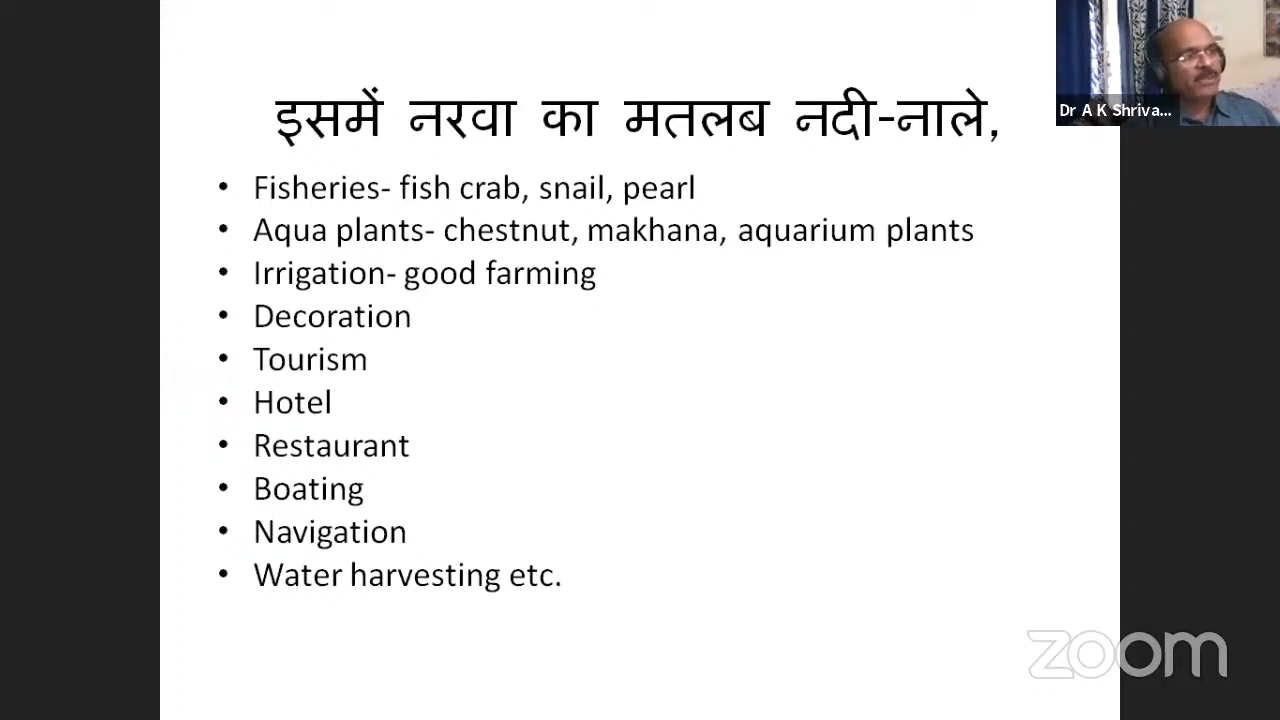 इसमें नरवा का मतलब नदी-नाले,
Dr A K Shriva...
• Fisheries- fish crab, snail, pearl
• Aqua plants- chestnut, makhana, aquarium plants
• Irrigation- good farming
• Decoration
• Tourism
• Hotel
• Restaurant
• Boating
• Navigation
• Water harvesting etc.
zoom